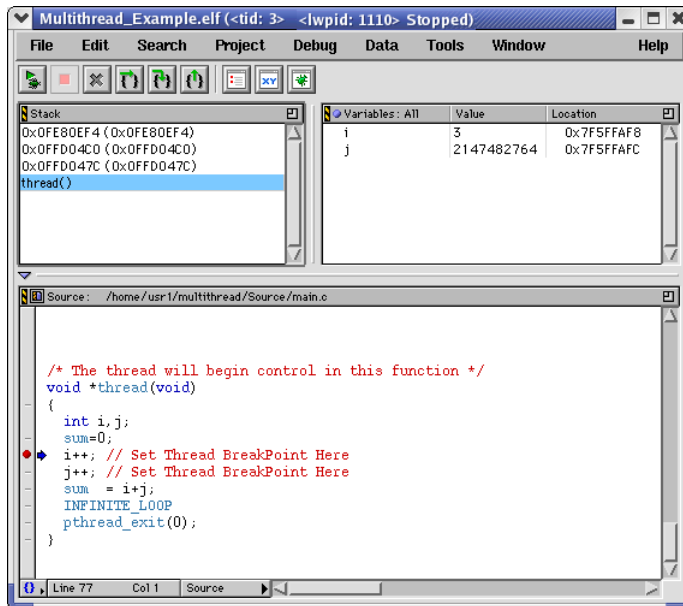 Multithread_Example.elf (<tid: 3> <lwpid: 1110> Stopped)
File Edit Search Project Debug Data Tools Window Help
XY
Stack
0x0FE80EF4 (0x0FE80EF4)
0x0FFD04C0 (0x0FFD04C0)
0x0FFD047C (0x0FFD047C)
thread()
Variables: All Value Location
i 3 0x7F5FFAF8
j 2147482764 0x7F5FFAFC
Source: /home/usr1/multithread/Source/main.c
/* The thread will begin control in this function */
void *thread(void)
{
int i,j;
sum=0;
i++; // Set Thread BreakPoint Here
j++; // Set Thread BreakPoint Here
sum = i+j;
INFINITE_LOOP
pthread_exit(0);
}
{} Line 77 Col 1 Source